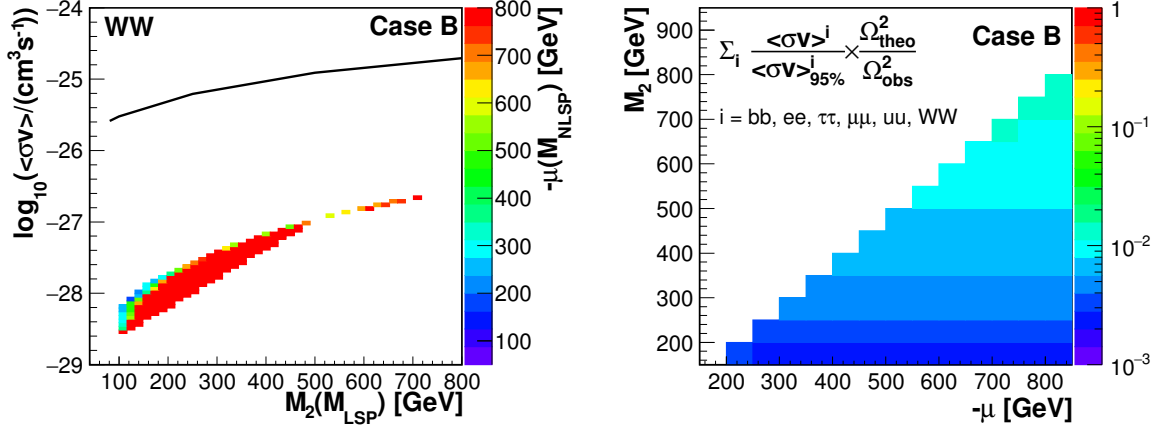 WW
Case B
log10(<σv>/(cm3s-1))
−24
−25
−26
−27
−28
−29
100 200 300 400 500 600 700 800
M2(MLSP) [GeV]
800
700
600
500
400
300
200
100
-μ(MNLSP) [GeV]
Case B
Σi <σv>i / <σv>i95% × Ω2theo / Ω2obs
i = bb, ee, ττ, μμ, uu, WW
M2 [GeV]
900
800
700
600
500
400
300
200
200 300 400 500 600 700 800
-μ [GeV]
1
10−1
10−2
10−3